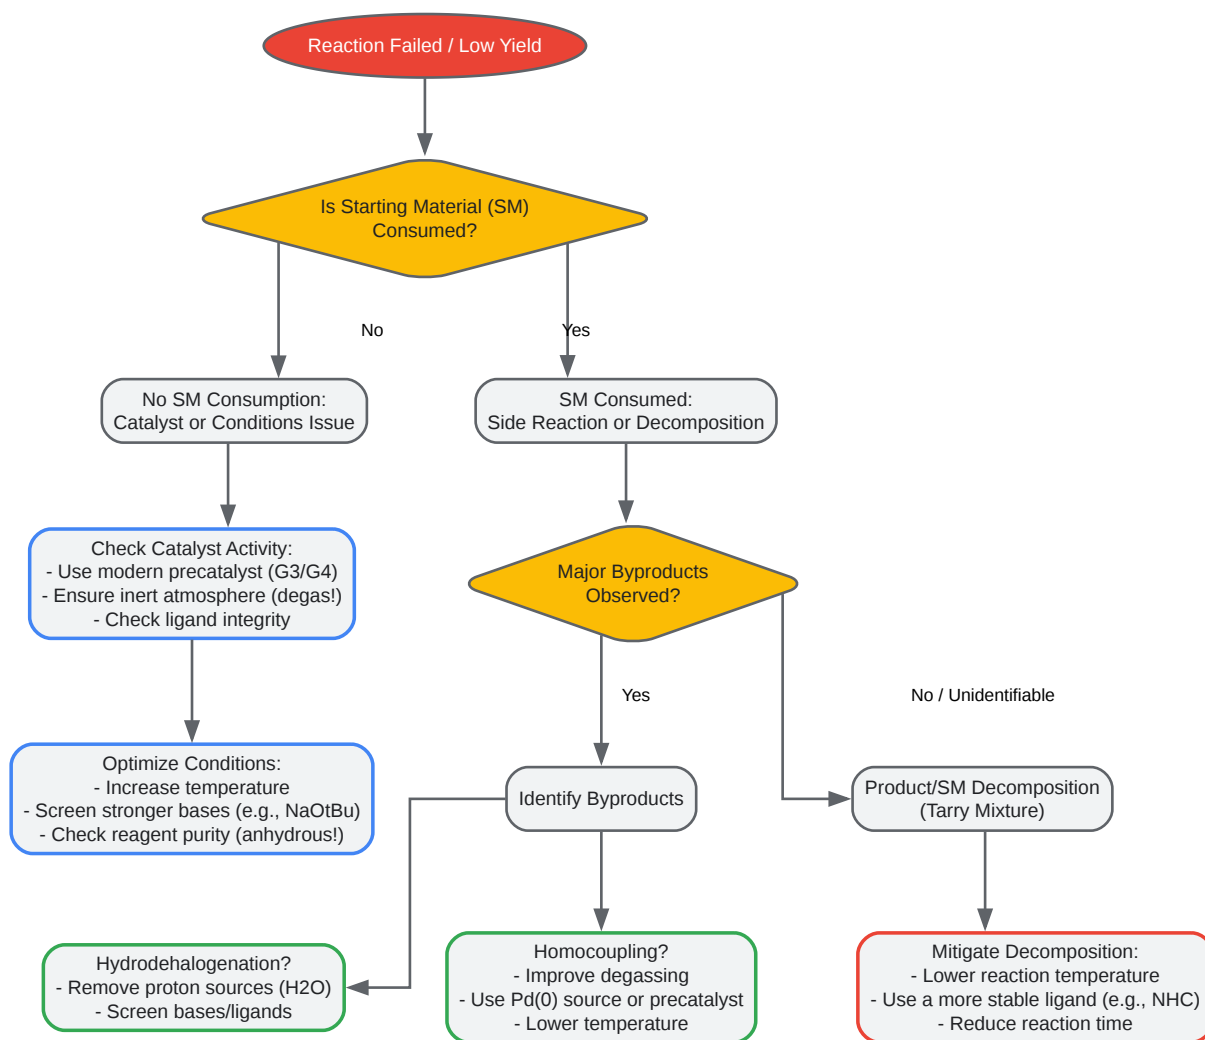 Reaction Failed / Low Yield
Is Starting Material (SM)
Consumed?
No
Yes
No SM Consumption:
Catalyst or Conditions Issue
SM Consumed:
Side Reaction or Decomposition
Check Catalyst Activity:
- Use modern precatalyst (G3/G4)
- Ensure inert atmosphere (degas!)
- Check ligand integrity
Major Byproducts
Observed?
Yes
No / Unidentifiable
Optimize Conditions:
- Increase temperature
- Screen stronger bases (e.g., NaOtBu)
- Check reagent purity (anhydrous!)
Identify Byproducts
Product/SM Decomposition
(Tarry Mixture)
Hydrodehalogenation?
- Remove proton sources (H2O)
- Screen bases/ligands
Homocoupling?
- Improve degassing
- Use Pd(0) source or precatalyst
- Lower temperature
Mitigate Decomposition:
- Lower reaction temperature
- Use a more stable ligand (e.g., NHC)
- Reduce reaction time